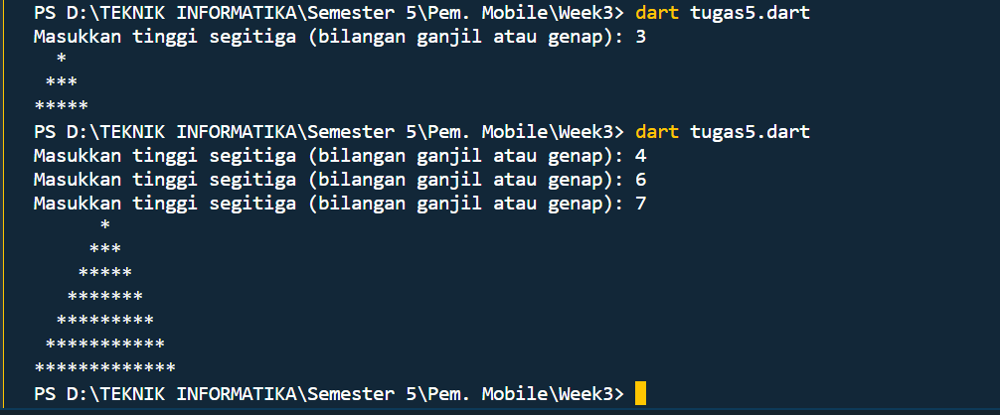 PS D:\TEKNIK INFORMATIKA\Semester 5\Pem. Mobile\Week3> dart tugas5.dart
Masukkan tinggi segitiga (bilangan ganjil atau genap): 3
  *
 ***
*****
PS D:\TEKNIK INFORMATIKA\Semester 5\Pem. Mobile\Week3> dart tugas5.dart
Masukkan tinggi segitiga (bilangan ganjil atau genap): 4
Masukkan tinggi segitiga (bilangan ganjil atau genap): 6
Masukkan tinggi segitiga (bilangan ganjil atau genap): 7
      *
     ***
    *****
   *******
  *********
 ***********
*************
PS D:\TEKNIK INFORMATIKA\Semester 5\Pem. Mobile\Week3>